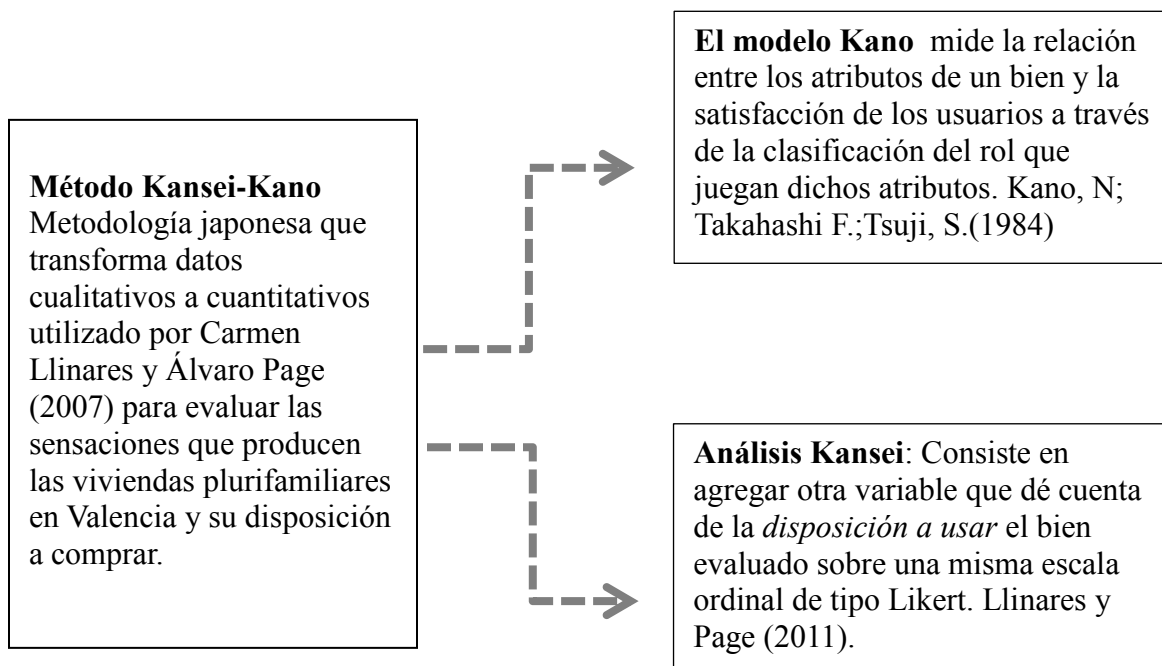 Método Kansei-Kano
Metodología japonesa que
transforma datos
cualitativos a cuantitativos
utilizado por Carmen
Llinares y Álvaro Page
(2007) para evaluar las
sensaciones que producen
las viviendas plurifamiliares
en Valencia y su disposición
a comprar.
El modelo Kano mide la relación
entre los atributos de un bien y la
satisfacción de los usuarios a través
de la clasificación del rol que
juegan dichos atributos. Kano, N;
Takahashi F.;Tsuji, S.(1984)
Análisis Kansei: Consiste en
agregar otra variable que dé cuenta
de la disposición a usar el bien
evaluado sobre una misma escala
ordinal de tipo Likert. Llinares y
Page (2011).